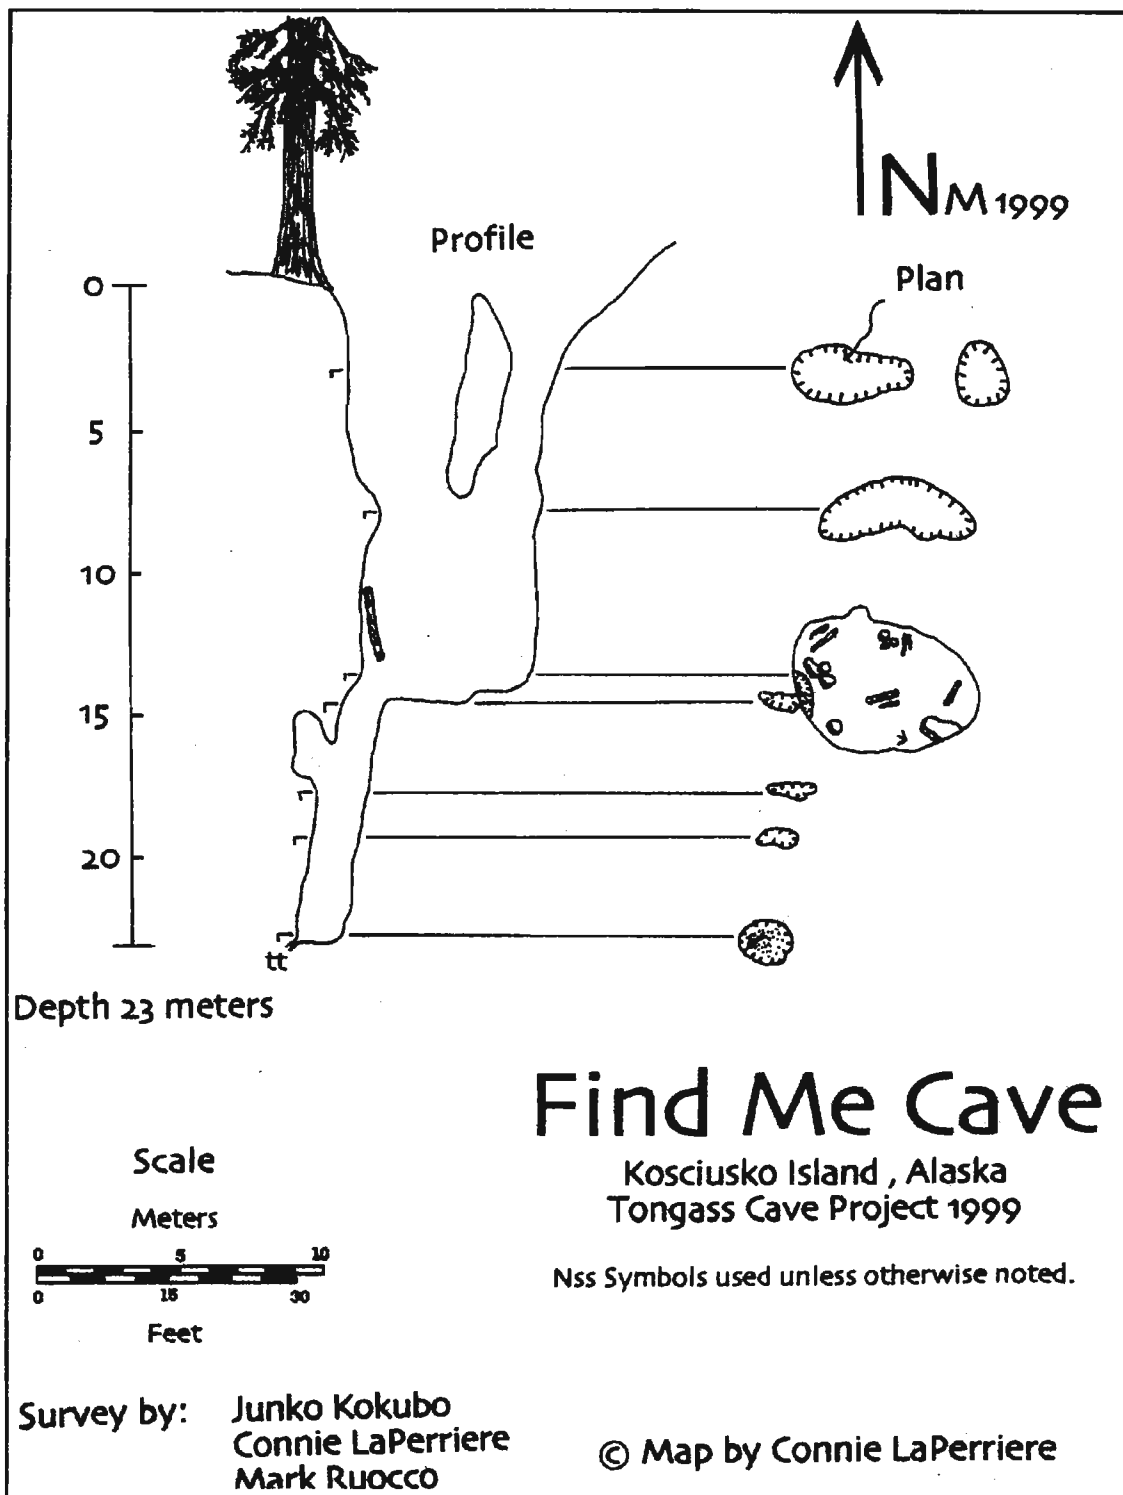 NM 1999
Profile
Plan
0
5
10
15
20
tt
Depth 23 meters
Find Me Cave
Kosciusko Island , Alaska
Tongass Cave Project 1999
Nss Symbols used unless otherwise noted.
Scale
Meters
0 5 10
0 15 30
Feet
Survey by: Junko Kokubo
Connie LaPerriere
Mark Ruocco
© Map by Connie LaPerriere